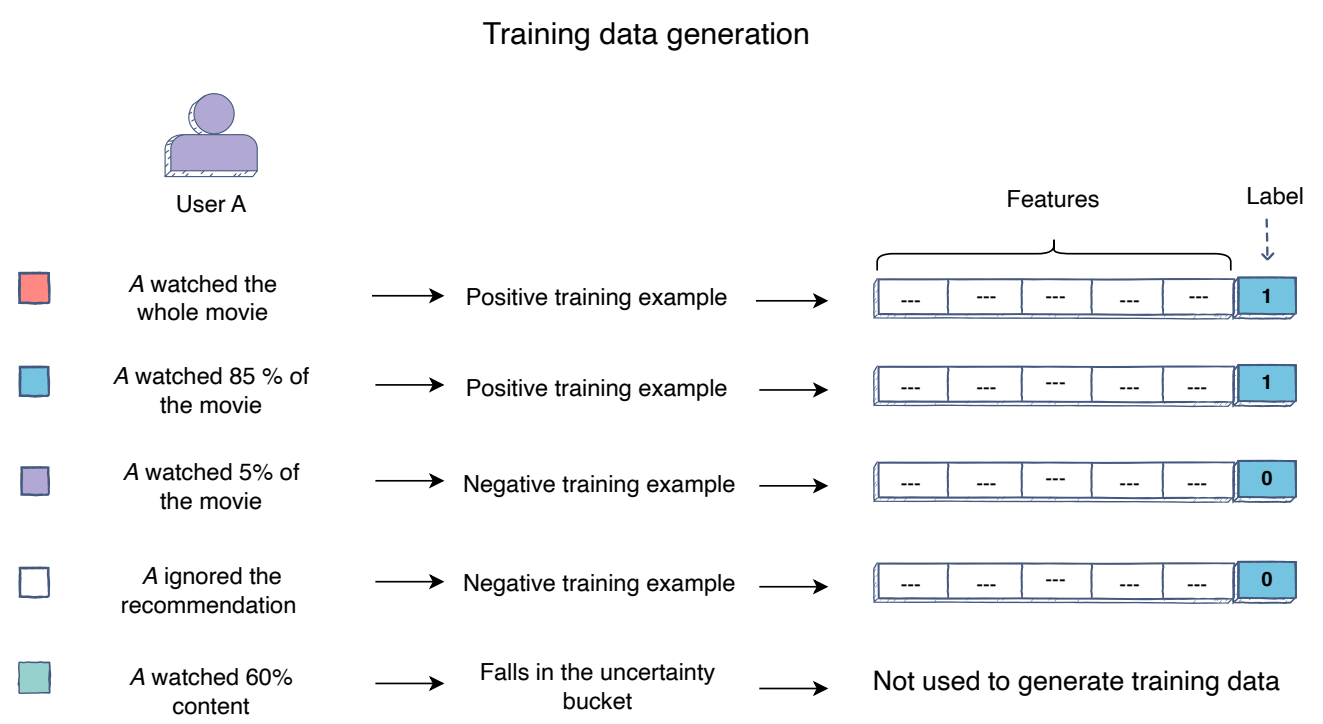 Training data generation
User A
Features
Label
A watched the
whole movie
Positive training example
--- --- --- --- --- 1
A watched 85 % of
the movie
Positive training example
--- --- --- --- --- 1
A watched 5% of
the movie
Negative training example
--- --- --- --- --- 0
A ignored the
recommendation
Negative training example
--- --- --- --- --- 0
A watched 60%
content
Falls in the uncertainty
bucket
Not used to generate training data